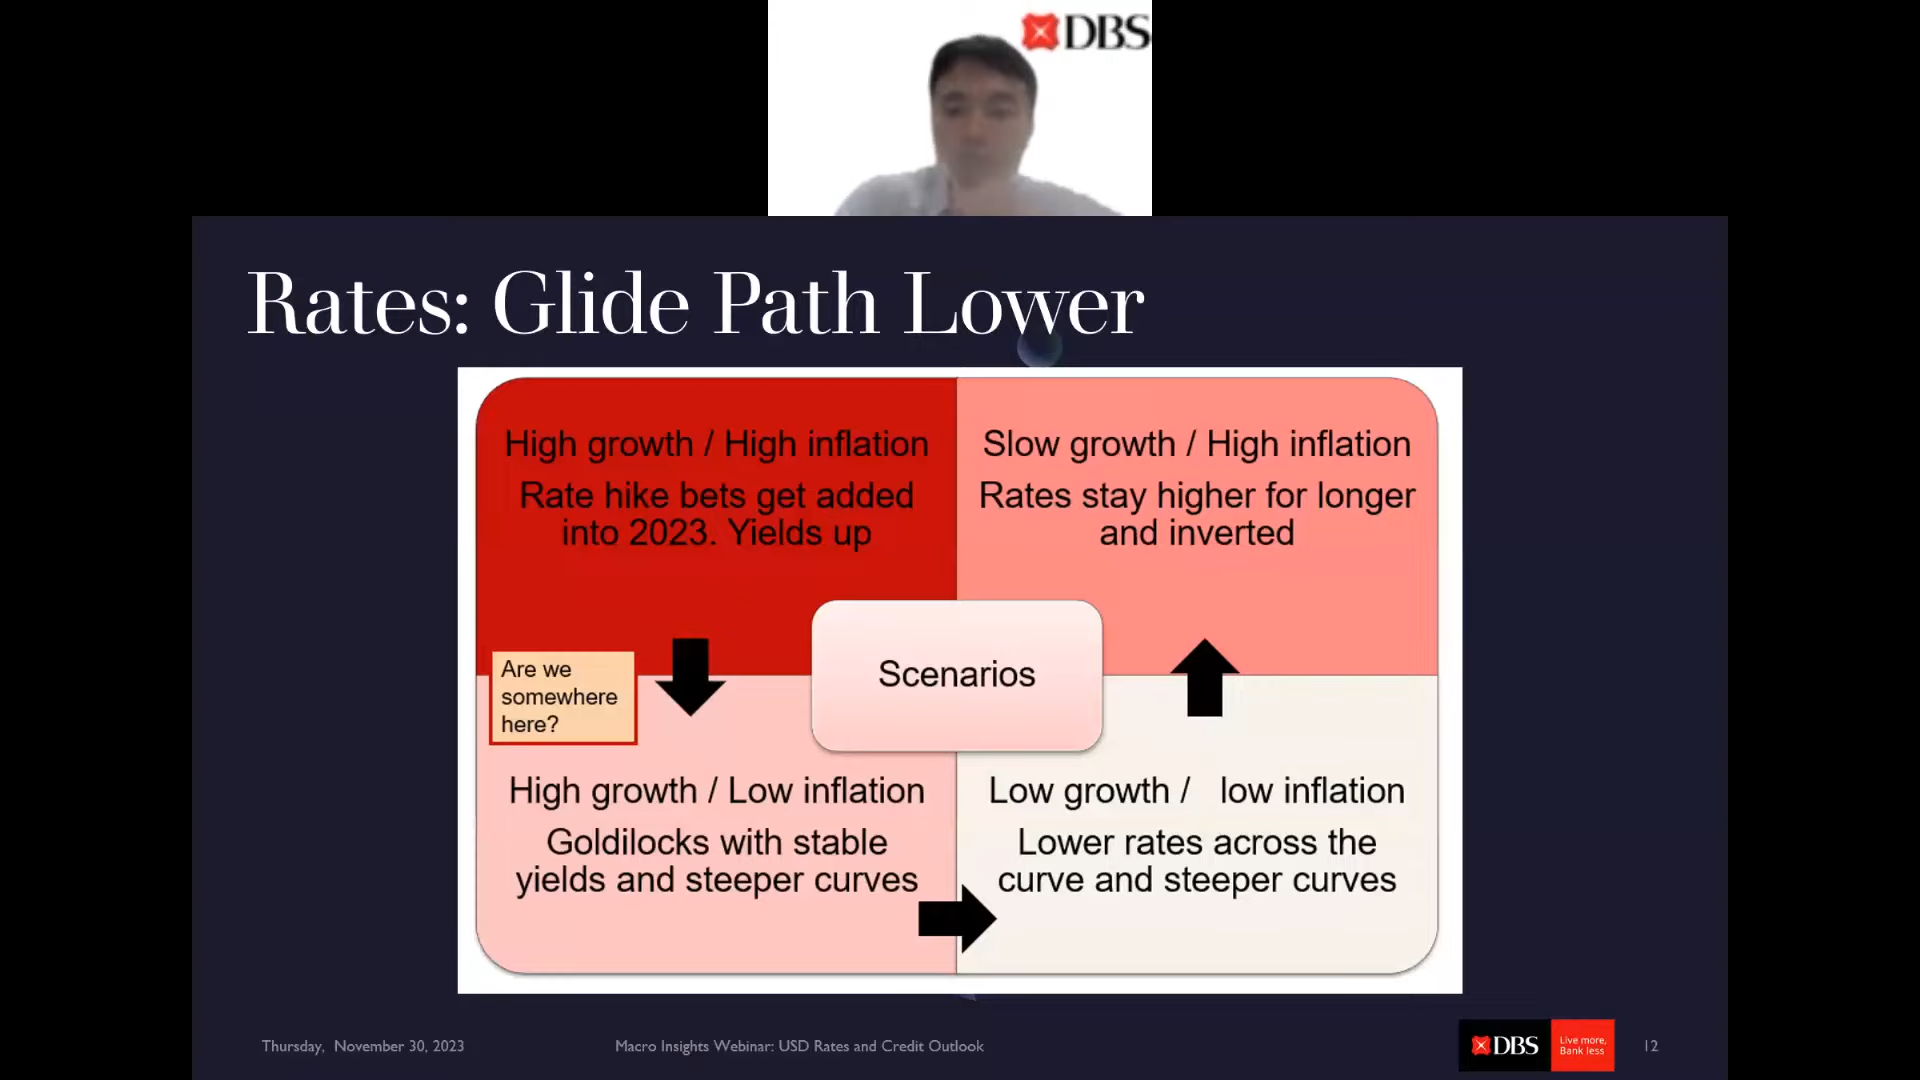 DBS
Rates: Glide Path Lower
High growth / High inflation
Rate hike bets get added
into 2023. Yields up
Slow growth / High inflation
Rates stay higher for longer
and inverted
Scenarios
Are we
somewhere
here?
High growth / Low inflation
Goldilocks with stable
yields and steeper curves
Low growth /   low inflation
Lower rates across the
curve and steeper curves
Thursday,  November 30, 2023
Macro Insights Webinar: USD Rates and Credit Outlook
DBS
Live more,
Bank less
12